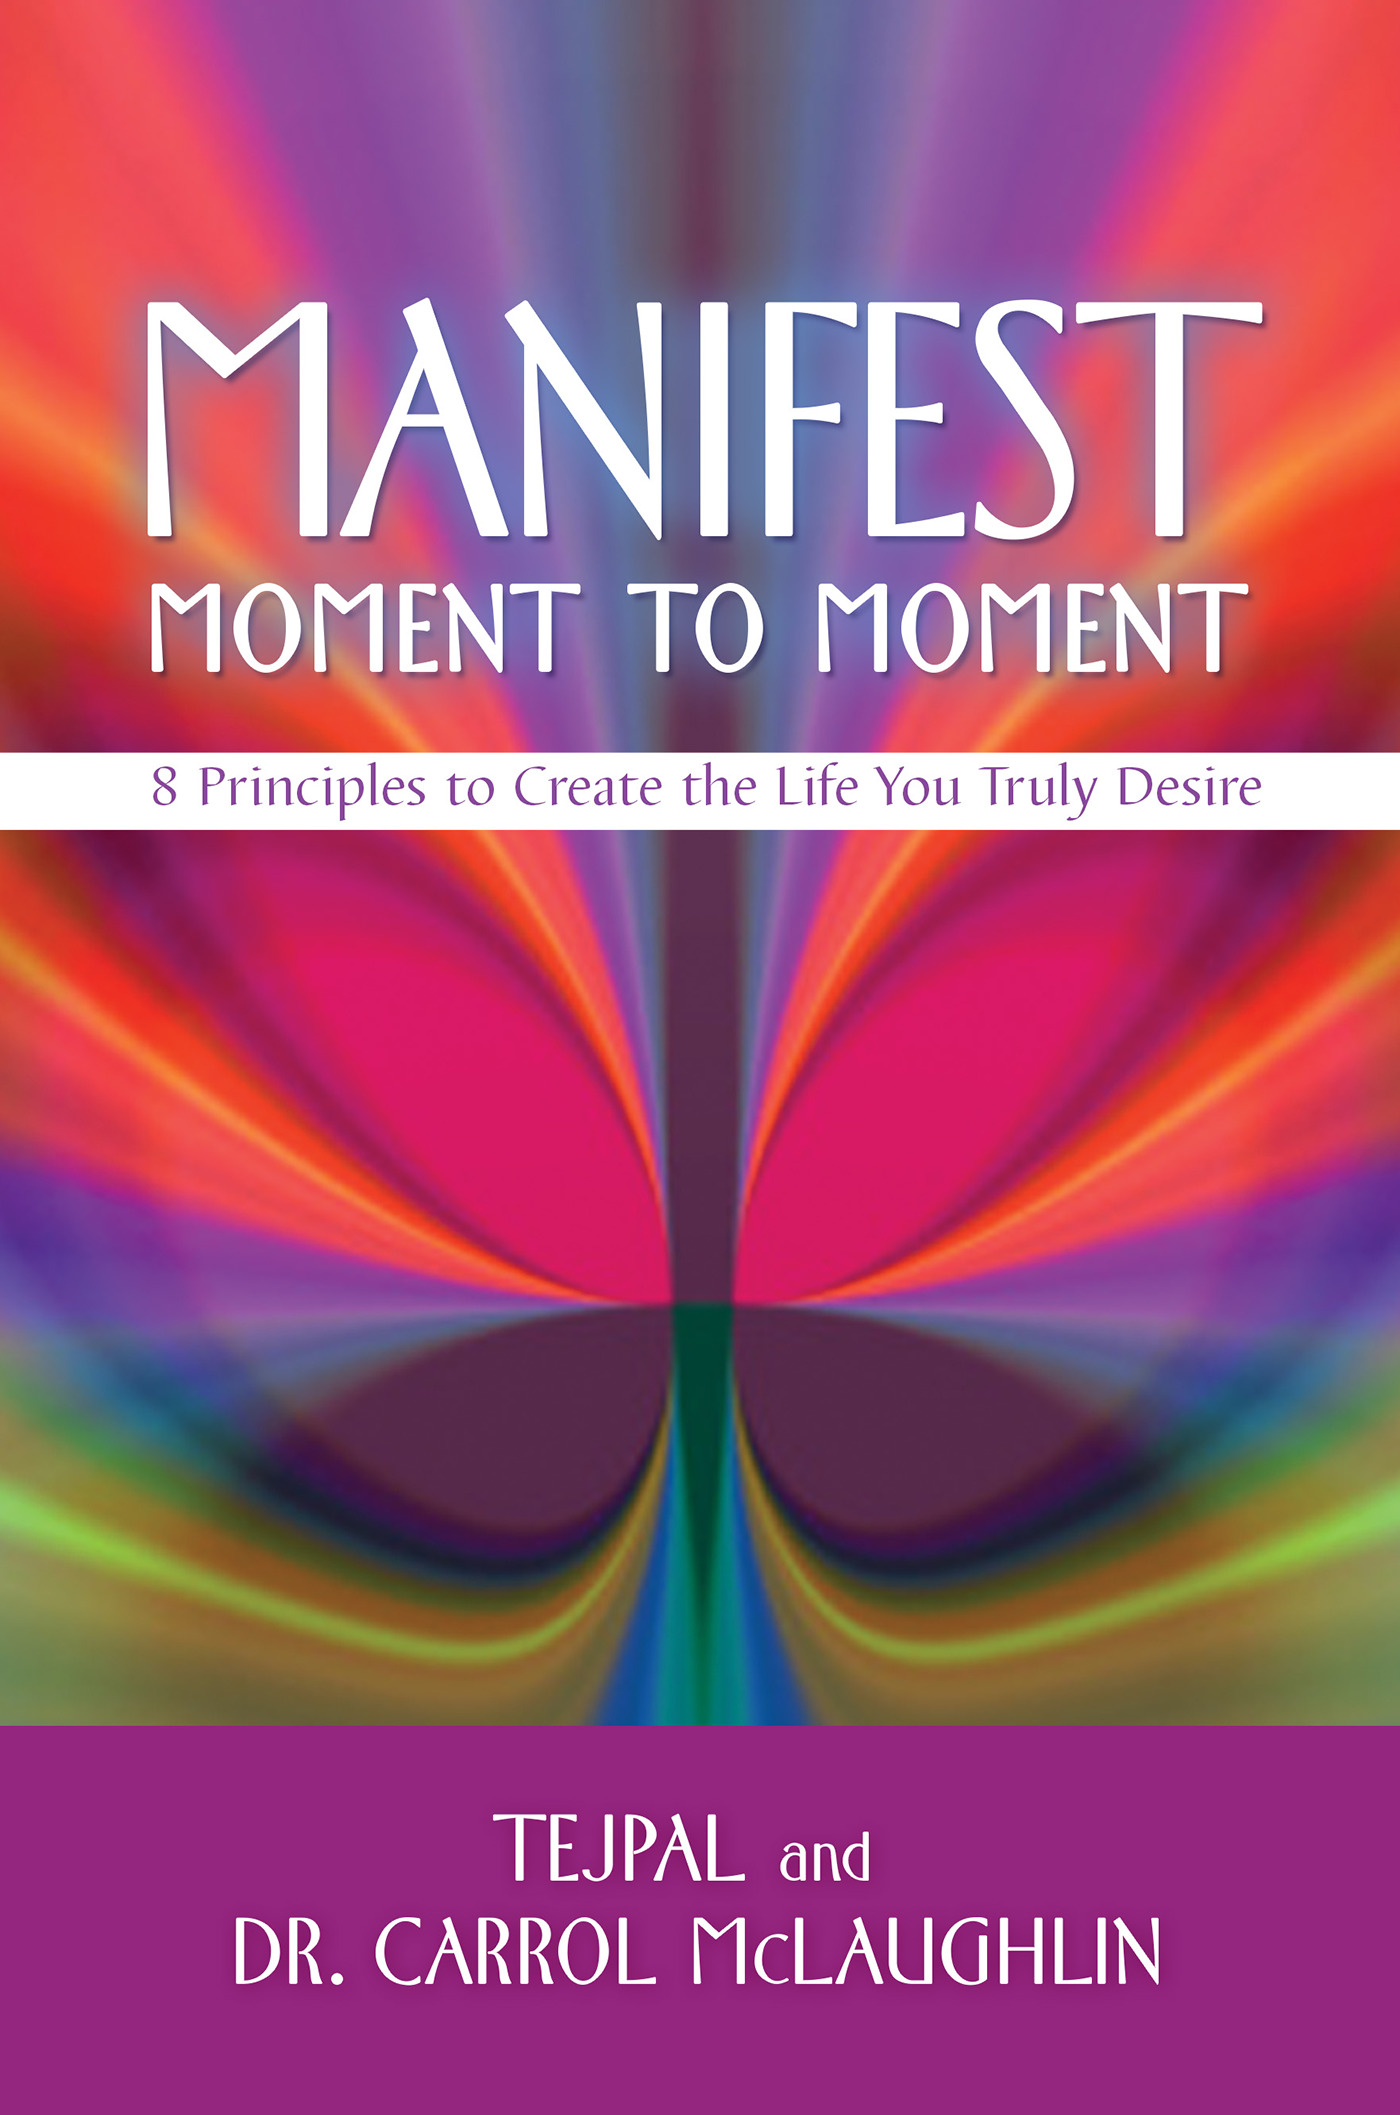 MANIFEST
MOMENT TO MOMENT
8 Principles to Create the Life You Truly Desire
TEJPAL and
DR. CARROL McLAUGHLIN